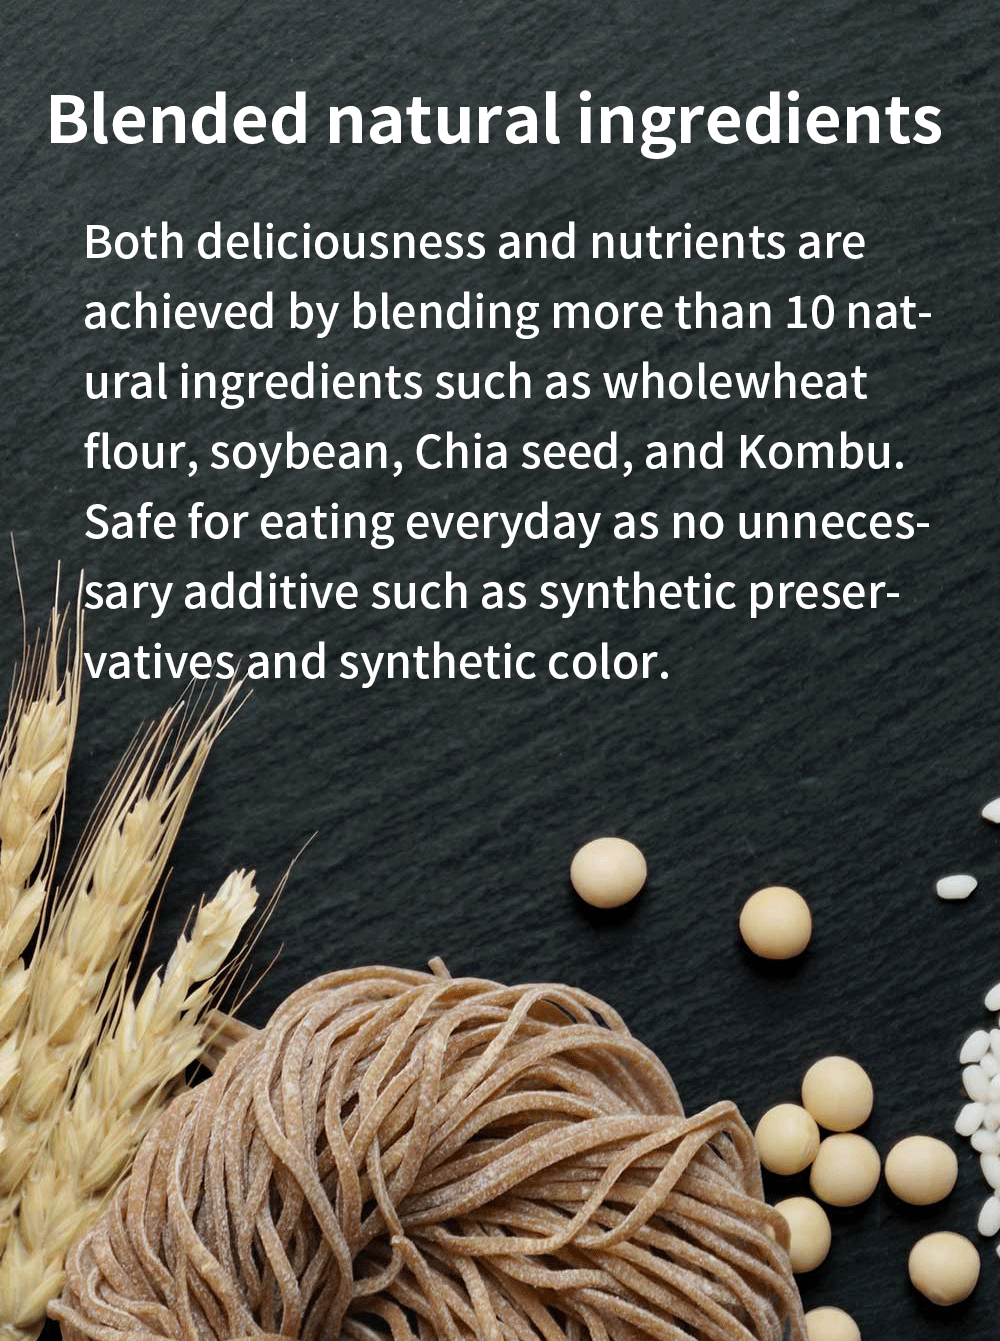 Blended natural ingredients
Both deliciousness and nutrients are
achieved by blending more than 10 nat-
ural ingredients such as wholewheat
flour, soybean, Chia seed, and Kombu.
Safe for eating everyday as no unneces-
sary additive such as synthetic preser-
vatives and synthetic color.